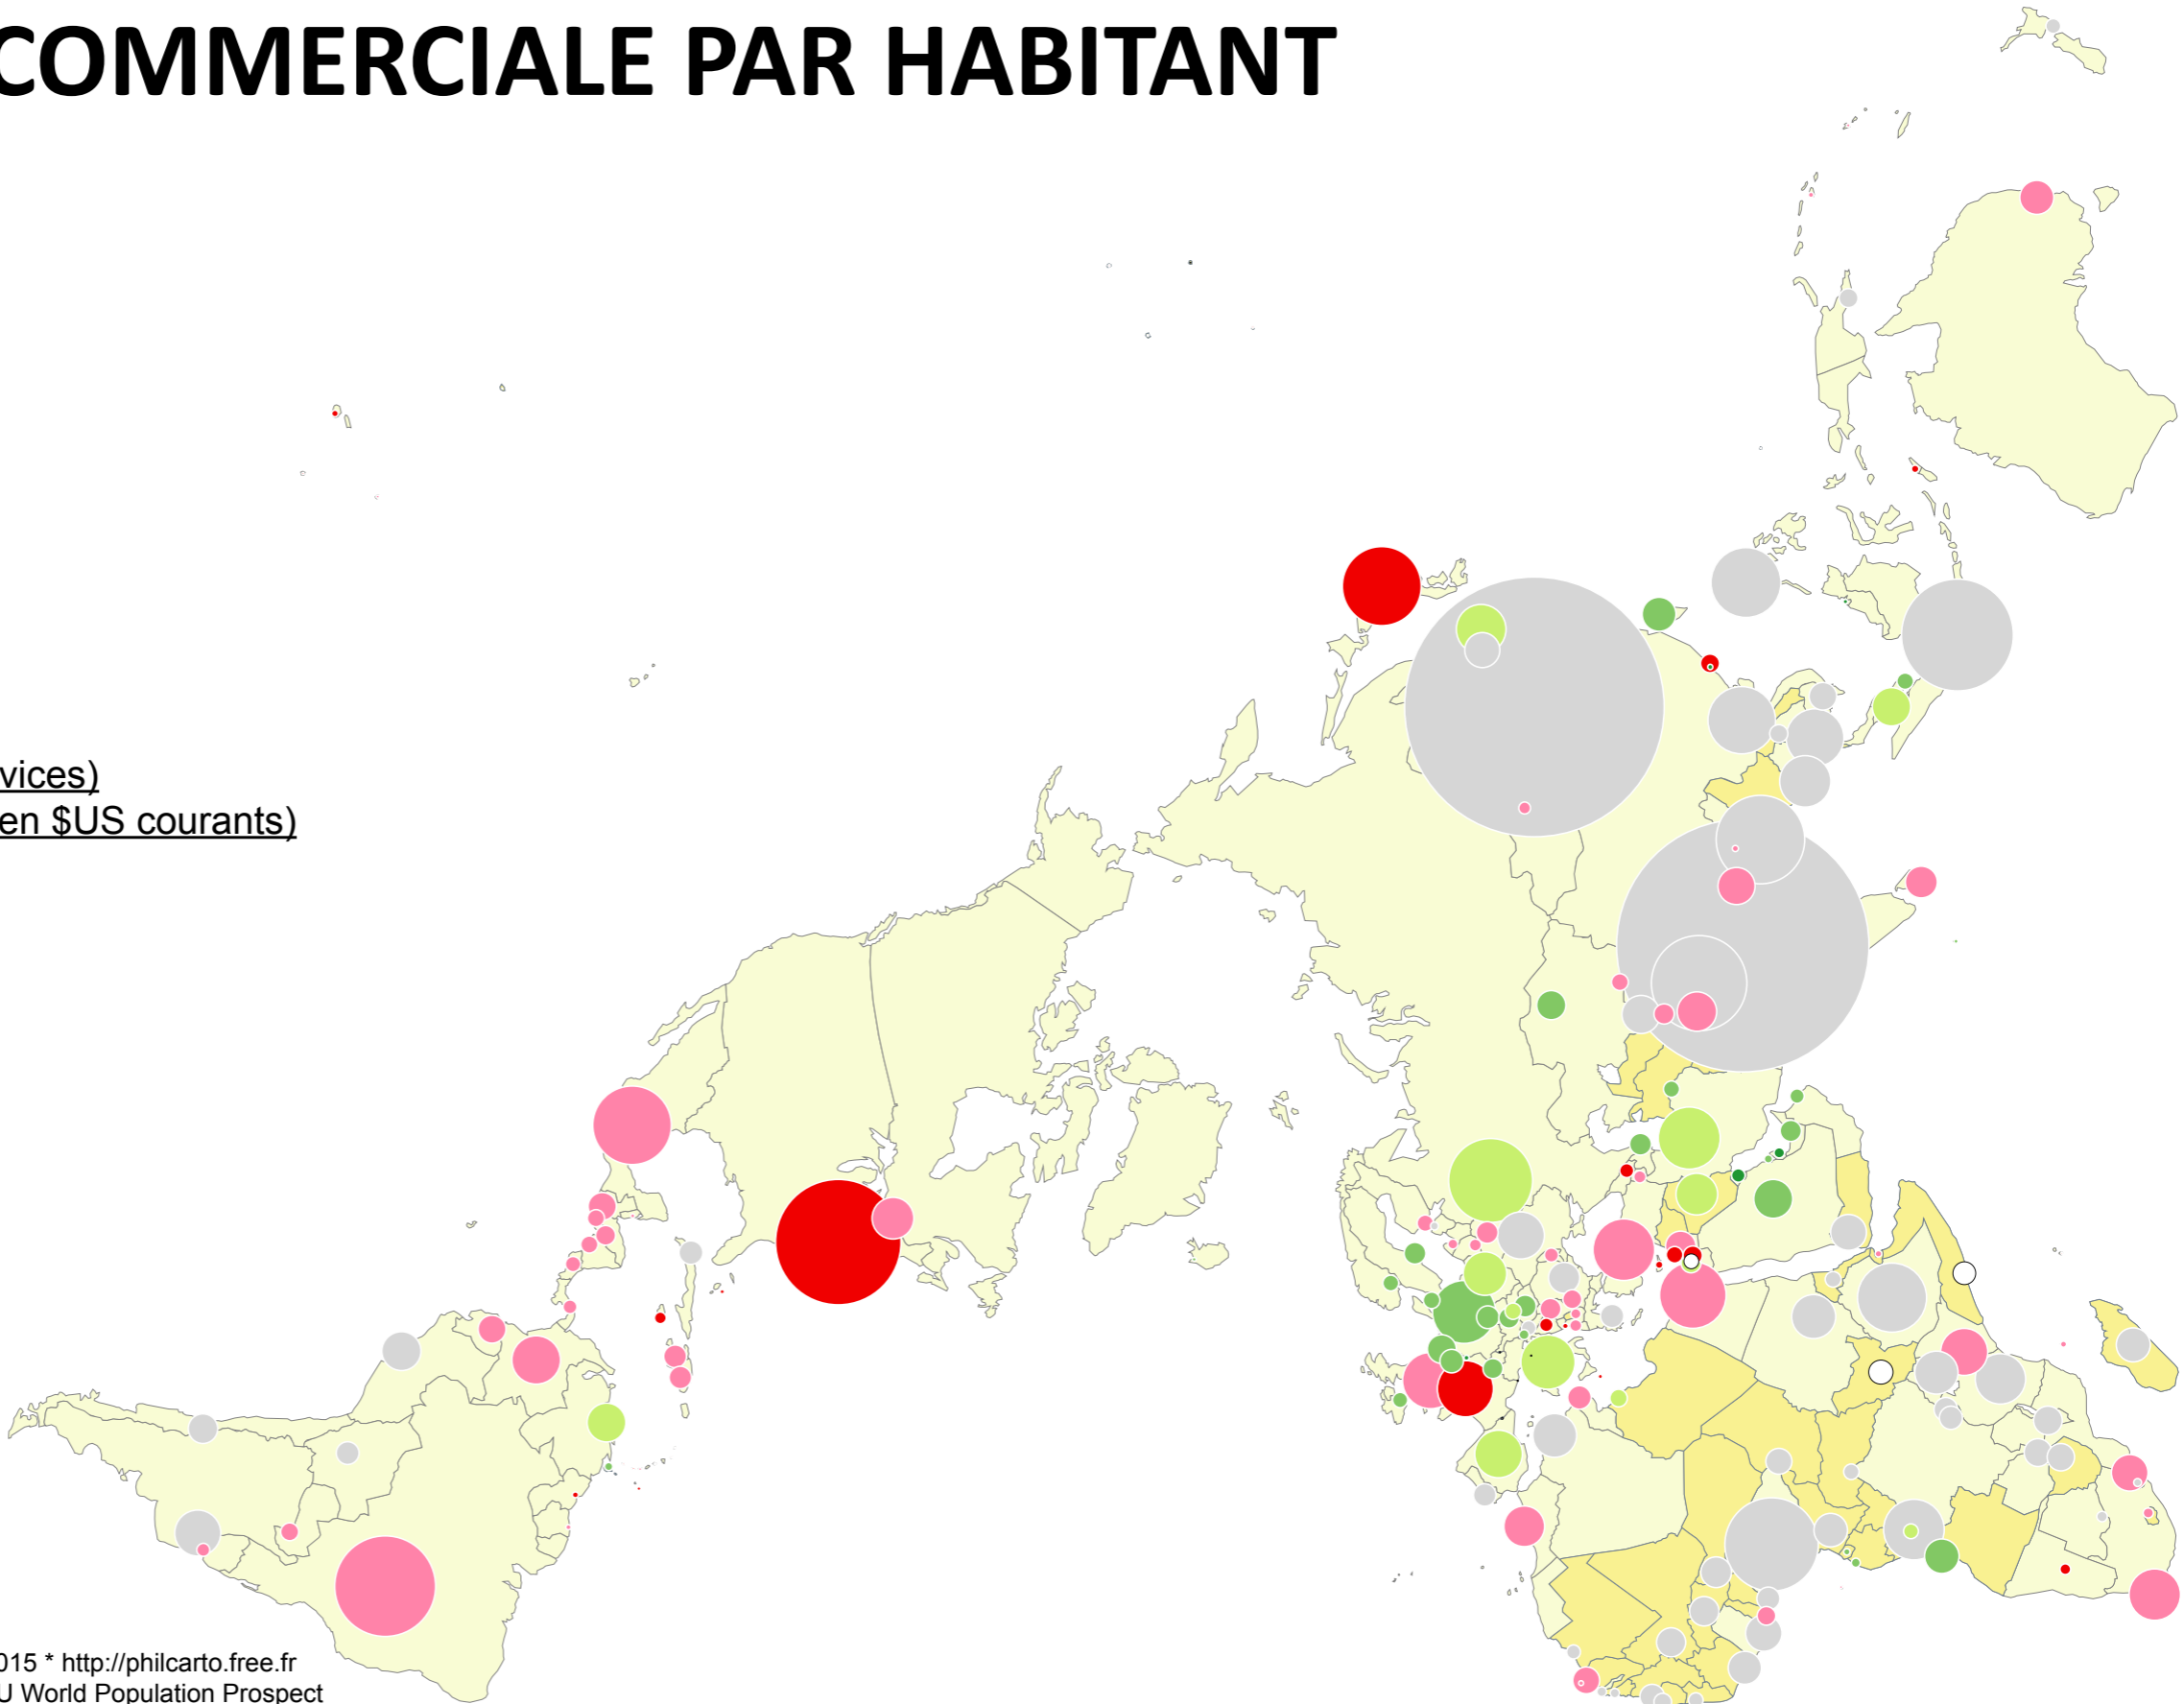 COMMERCIALE PAR HABITANT
vices)
en $US courants)
015 * http://philcarto.free.fr
U World Population Prospect